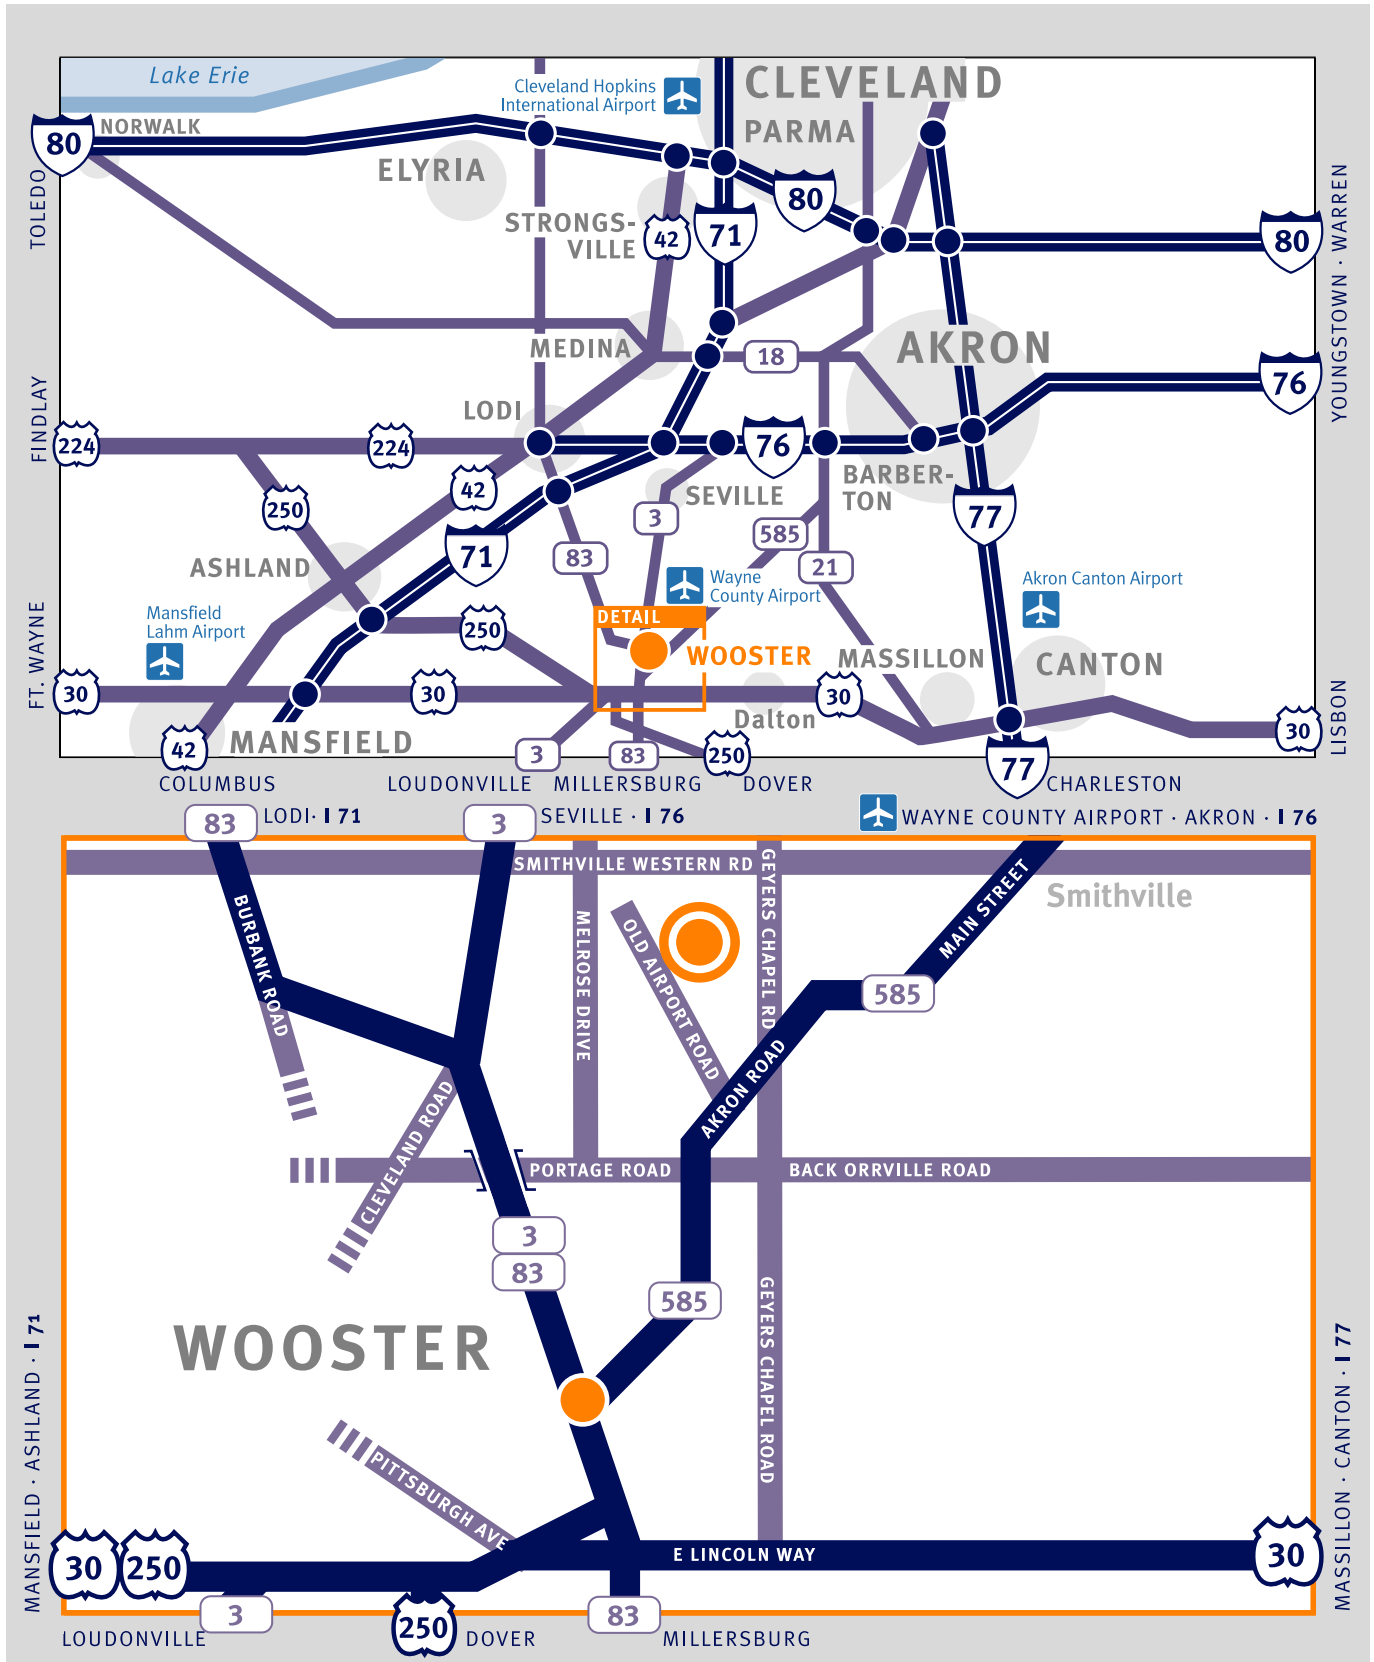 Lake Erie
Cleveland Hopkins
International Airport
CLEVELAND
PARMA
NORWALK
80
ELYRIA
80
STRONGS-
VILLE
42
71
80
TOLEDO
YOUNGSTOWN · WARREN
MEDINA
18
AKRON
76
LODI
FINDLAY
224
224
76
42
250
SEVILLE
BARBER-
TON
3
585
77
71
83
21
ASHLAND
Wayne
County Airport
Akron Canton Airport
Mansfield
Lahm Airport
DETAIL
250
WOOSTER
MASSILLON
CANTON
FT. WAYNE
30
30
30
Dalton
30
LISBON
42
MANSFIELD
3
83
250
77
COLUMBUS
LOUDONVILLE
MILLERSBURG
DOVER
CHARLESTON
83
LODI· I 71
3
SEVILLE · I 76
WAYNE COUNTY AIRPORT · AKRON · I 76
SMITHVILLE WESTERN RD
GEYERS CHAPEL RD
MAIN STREET
Smithville
BURBANK ROAD
MELROSE DRIVE
OLD AIRPORT ROAD
585
AKRON ROAD
CLEVELAND ROAD
PORTAGE ROAD
BACK ORRVILLE ROAD
3
83
585
WOOSTER
GEYERS CHAPEL ROAD
PITTSBURGH AVE
MANSFIELD · ASHLAND · I 71
MASSILLON · CANTON · I 77
30
250
E LINCOLN WAY
30
3
250
83
LOUDONVILLE
DOVER
MILLERSBURG